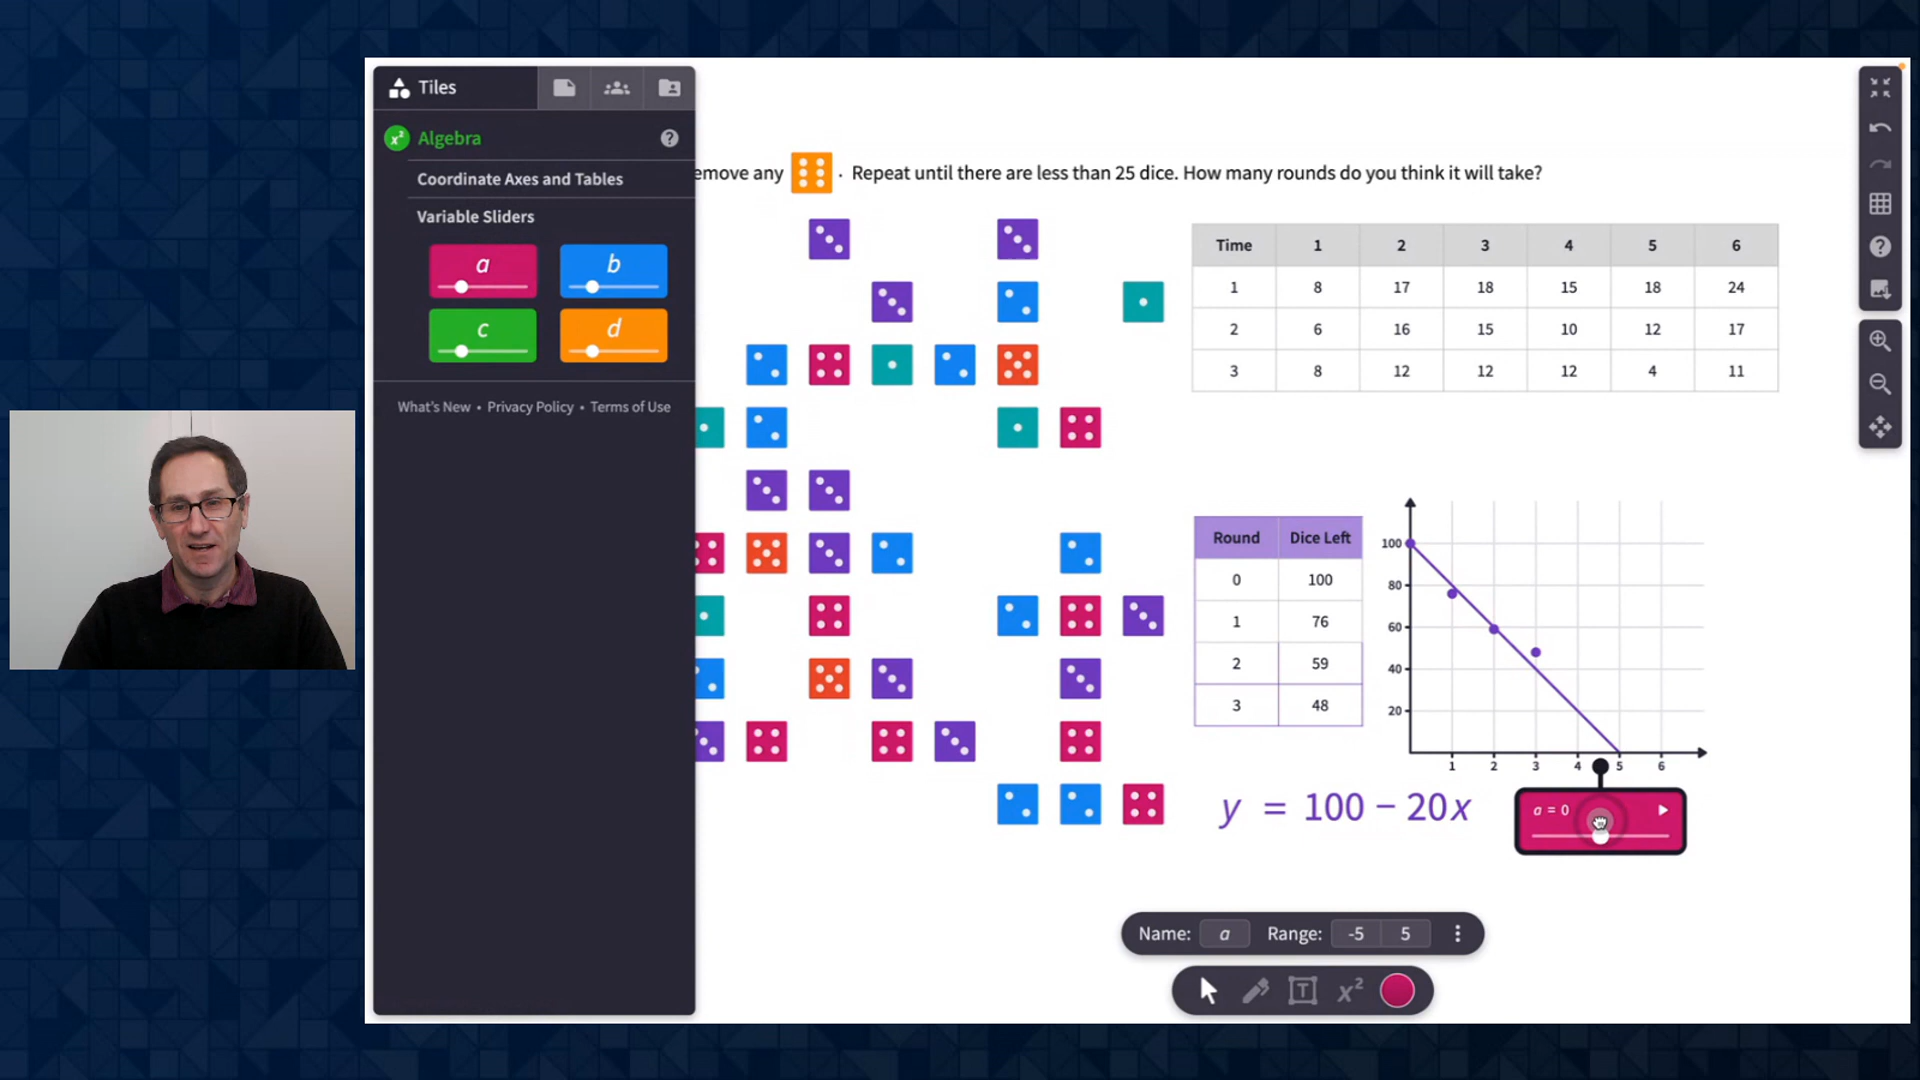 Tiles
x² Algebra ?
Coordinate Axes and Tables
Variable Sliders
a b
c d
What's New • Privacy Policy • Terms of Use
emove any . Repeat until there are less than 25 dice. How many rounds do you think it will take?
Time 1 2 3 4 5 6
1 8 17 18 15 18 24
2 6 16 15 10 12 17
3 8 12 12 12 4 11
Round Dice Left
0 100
1 76
2 59
3 48
100
80
60
40
20
1 2 3 4 5 6
y = 100 − 20x
a = 0
Name: a Range: -5 5
T x²
?